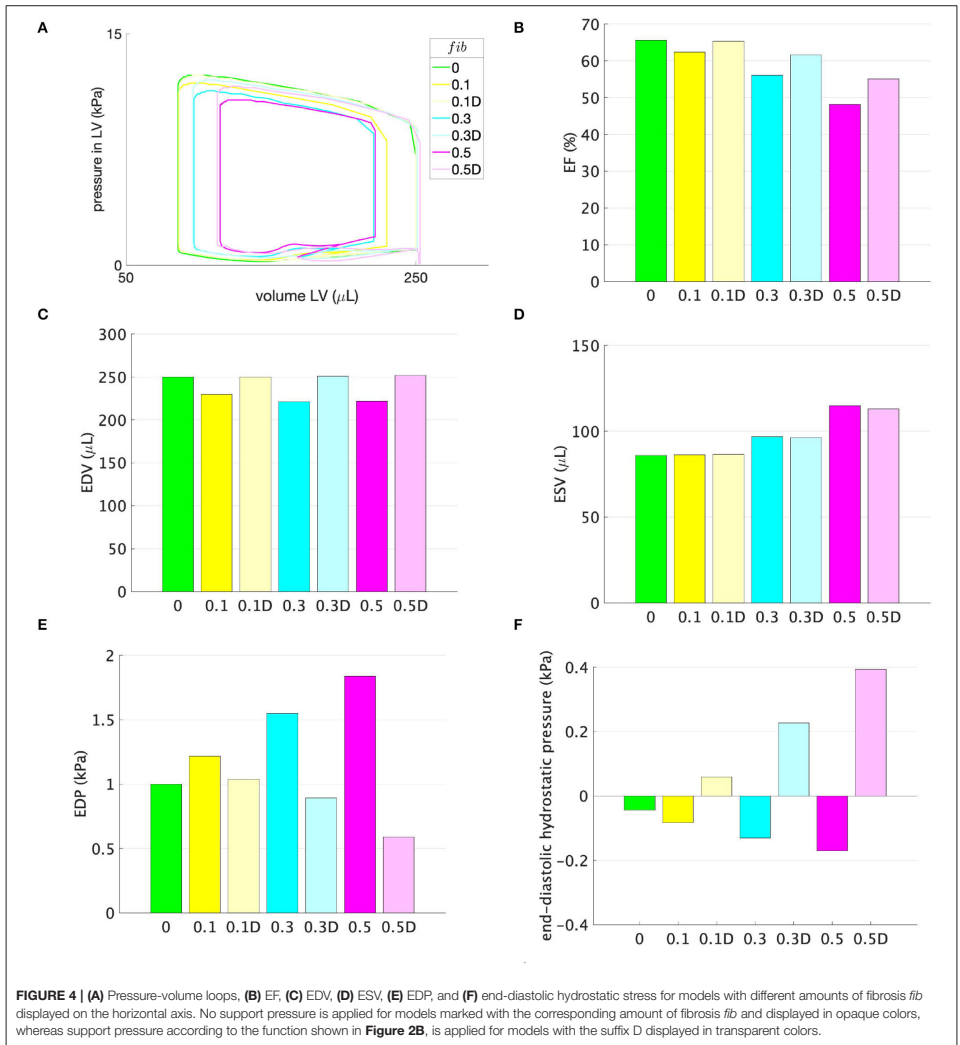 A
15
pressure in LV (kPa)
0
50
250
volume LV (μL)
fib
0
0.1
0.1D
0.3
0.3D
0.5
0.5D
B
70
60
50
40
30
20
10
0
EF (%)
0 0.1 0.1D 0.3 0.3D 0.5 0.5D
C
300
250
200
150
100
50
0
EDV (μL)
0 0.1 0.1D 0.3 0.3D 0.5 0.5D
D
150
100
50
0
ESV (μL)
0 0.1 0.1D 0.3 0.3D 0.5 0.5D
E
2
1.5
1
0.5
0
EDP (kPa)
0 0.1 0.1D 0.3 0.3D 0.5 0.5D
F
0.4
0.2
0
-0.2
-0.4
end-diastolic hydrostatic pressure (kPa)
0 0.1 0.1D 0.3 0.3D 0.5 0.5D
FIGURE 4 | (A) Pressure-volume loops, (B) EF, (C) EDV, (D) ESV, (E) EDP, and (F) end-diastolic hydrostatic stress for models with different amounts of fibrosis fib
displayed on the horizontal axis. No support pressure is applied for models marked with the corresponding amount of fibrosis fib and displayed in opaque colors,
whereas support pressure according to the function shown in Figure 2B, is applied for models with the suffix D displayed in transparent colors.